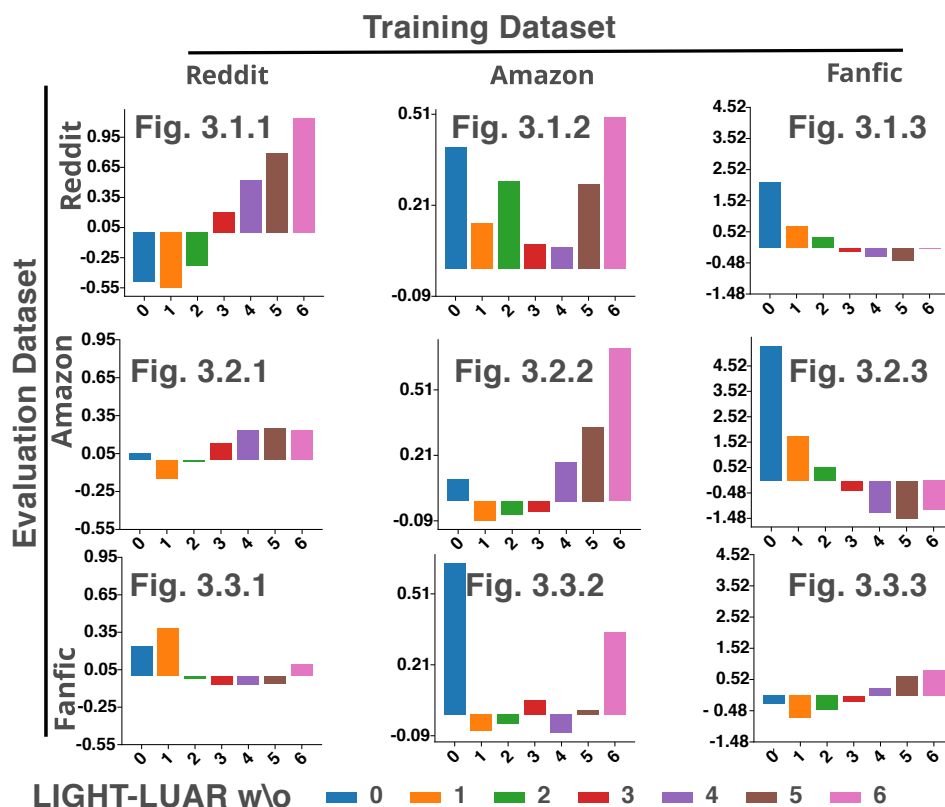 Training Dataset
Reddit Amazon Fanfic
Evaluation Dataset
Reddit
Fig. 3.1.1
0.95
0.65
0.35
0.05
-0.25
-0.55
0 1 2 3 4 5 6
Fig. 3.1.2
0.51
0.21
-0.09
0 1 2 3 4 5 6
Fig. 3.1.3
4.52
3.52
2.52
1.52
0.52
-0.48
-1.48
0 1 2 3 4 5 6
Amazon
Fig. 3.2.1
0.95
0.65
0.35
0.05
-0.25
-0.55
0 1 2 3 4 5 6
Fig. 3.2.2
0.51
0.21
-0.09
0 1 2 3 4 5 6
Fig. 3.2.3
4.52
3.52
2.52
1.52
0.52
-0.48
-1.48
0 1 2 3 4 5 6
Fanfic
Fig. 3.3.1
0.95
0.65
0.35
0.05
-0.25
-0.55
0 1 2 3 4 5 6
Fig. 3.3.2
0.51
0.21
-0.09
0 1 2 3 4 5 6
Fig. 3.3.3
4.52
3.52
2.52
1.52
0.52
- 0.48
-1.48
0 1 2 3 4 5 6
LIGHT-LUAR w\o 0 1 2 3 4 5 6